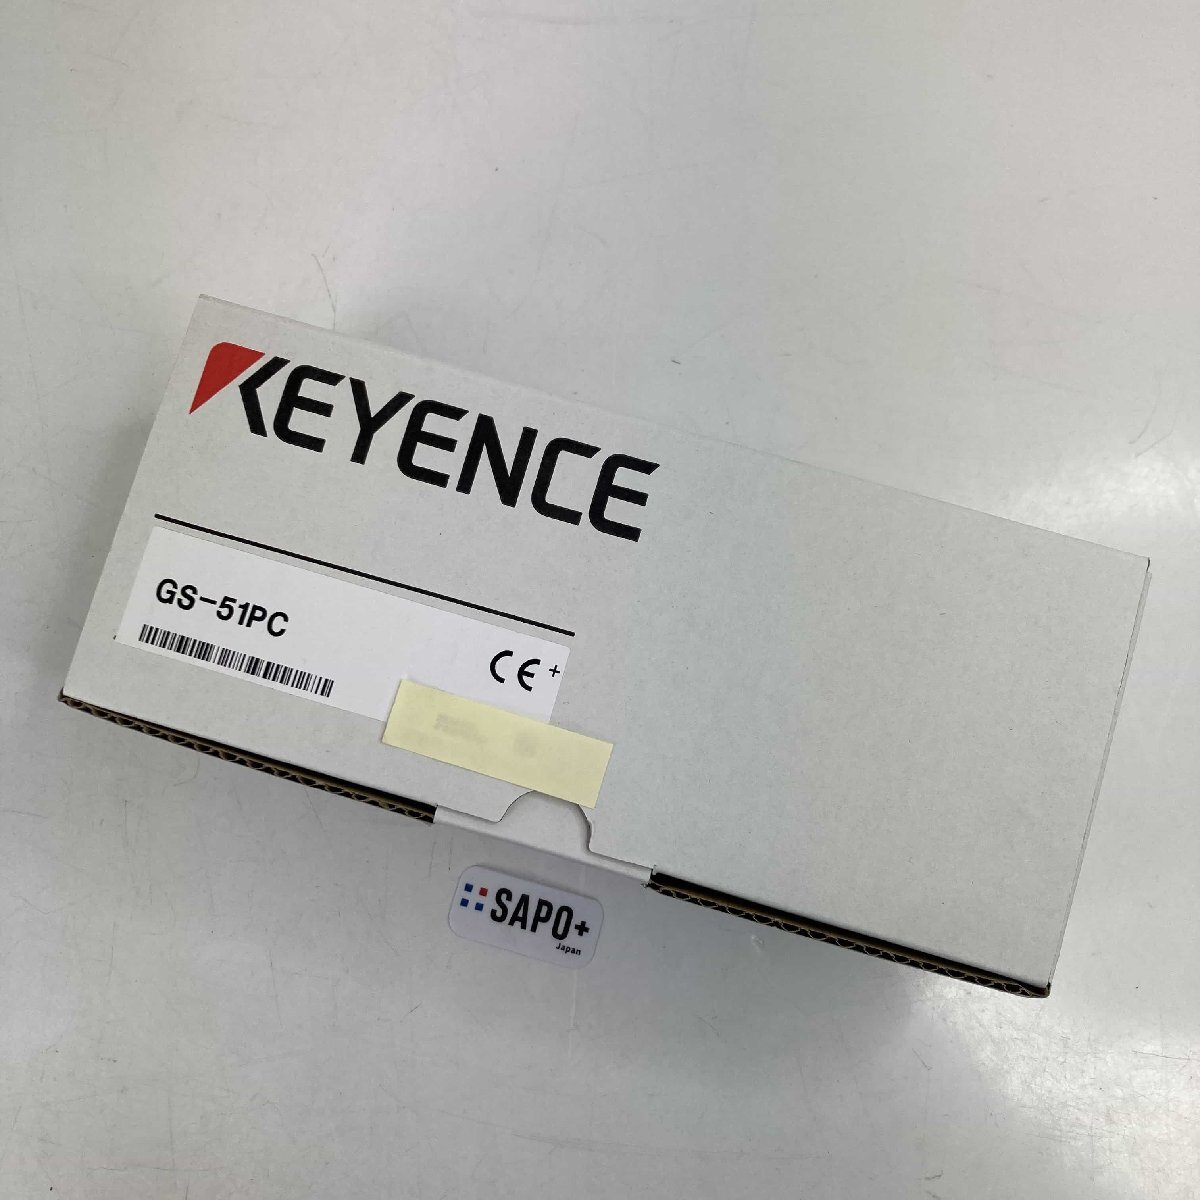 KEYENCE
GS-51PC
CE +
SAPO+
Japan